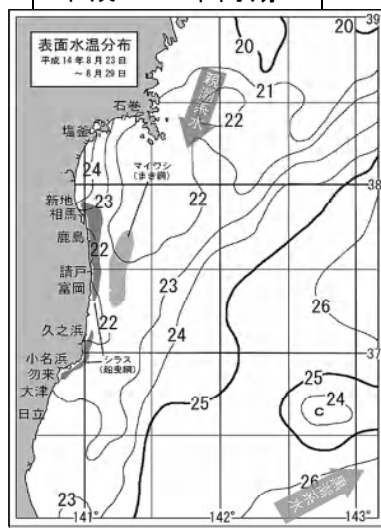 表面水温分布
平成14年8月23日
~8月29日
20
20
39
石巻
親潮系水
21
塩釜
22
24
マイワシ
(まき網)
38
新地
23
相馬
22
鹿島
22
請戸
23
富岡
26
22
24
久之浜
37
小名浜
シラス
(船曳網)
勿来
25
25
大津
24
C
日立
26
黒潮系水
23
141°
142°
143°